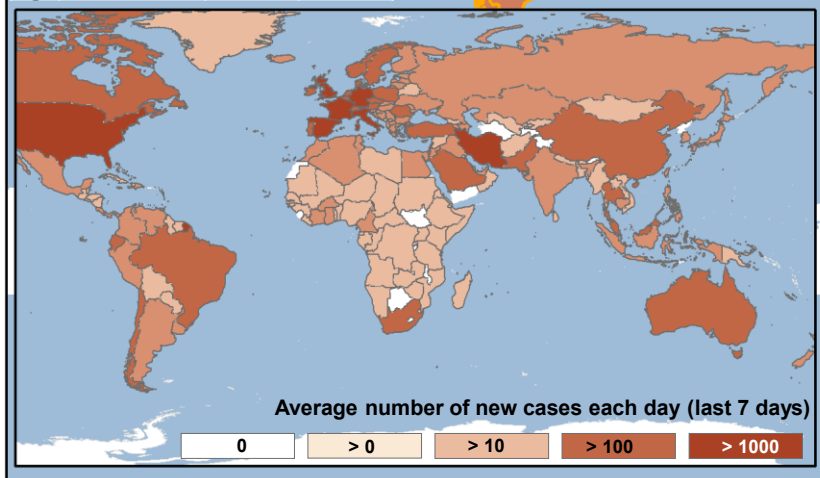 Average number of new cases each day (last 7 days)
0 > 0 > 10 > 100 > 1000